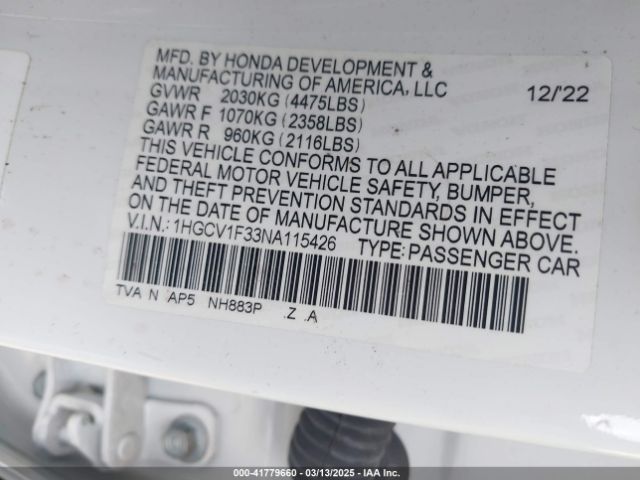 MFD. BY HONDA DEVELOPMENT &
MANUFACTURING OF AMERICA, LLC
GVWR 2030KG (4475LBS) 12/'22
GAWR F 1070KG (2358LBS)
GAWR R 960KG (2116LBS)
THIS VEHICLE CONFORMS TO ALL APPLICABLE
FEDERAL MOTOR VEHICLE SAFETY, BUMPER,
AND THEFT PREVENTION STANDARDS IN EFFECT
ON THE DATE OF MANUFACTURE SHOWN ABOVE.
V.I.N.: 1HGCV1F33NA115426 TYPE: PASSENGER CAR
TVA N AP5 NH883P .Z .A
000-41779660 — 03/13/2025 — IAA Inc.